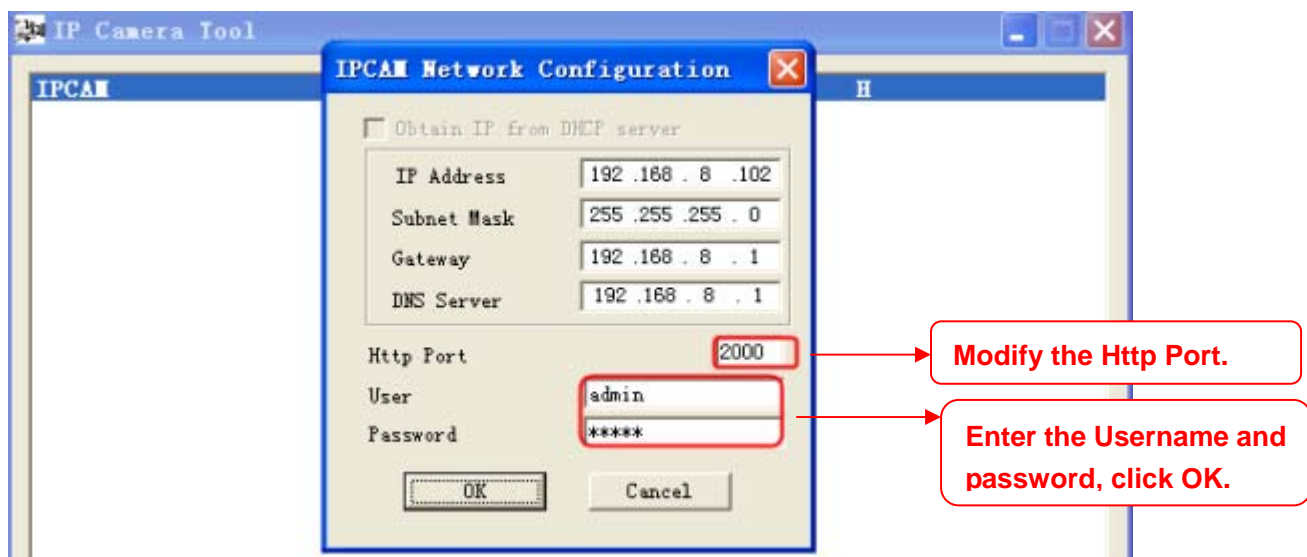 IP Camera Tool
IPCAM Network Configuration
IPCAM
H
Obtain IP from DHCP server
IP Address 192 .168 . 8 .102
Subnet Mask 255 .255 .255 . 0
Gateway 192 .168 . 8 . 1
DNS Server 192 .168 . 8 . 1
Http Port 2000
User admin
Password *****
OK Cancel
Modify the Http Port.
Enter the Username and
password, click OK.